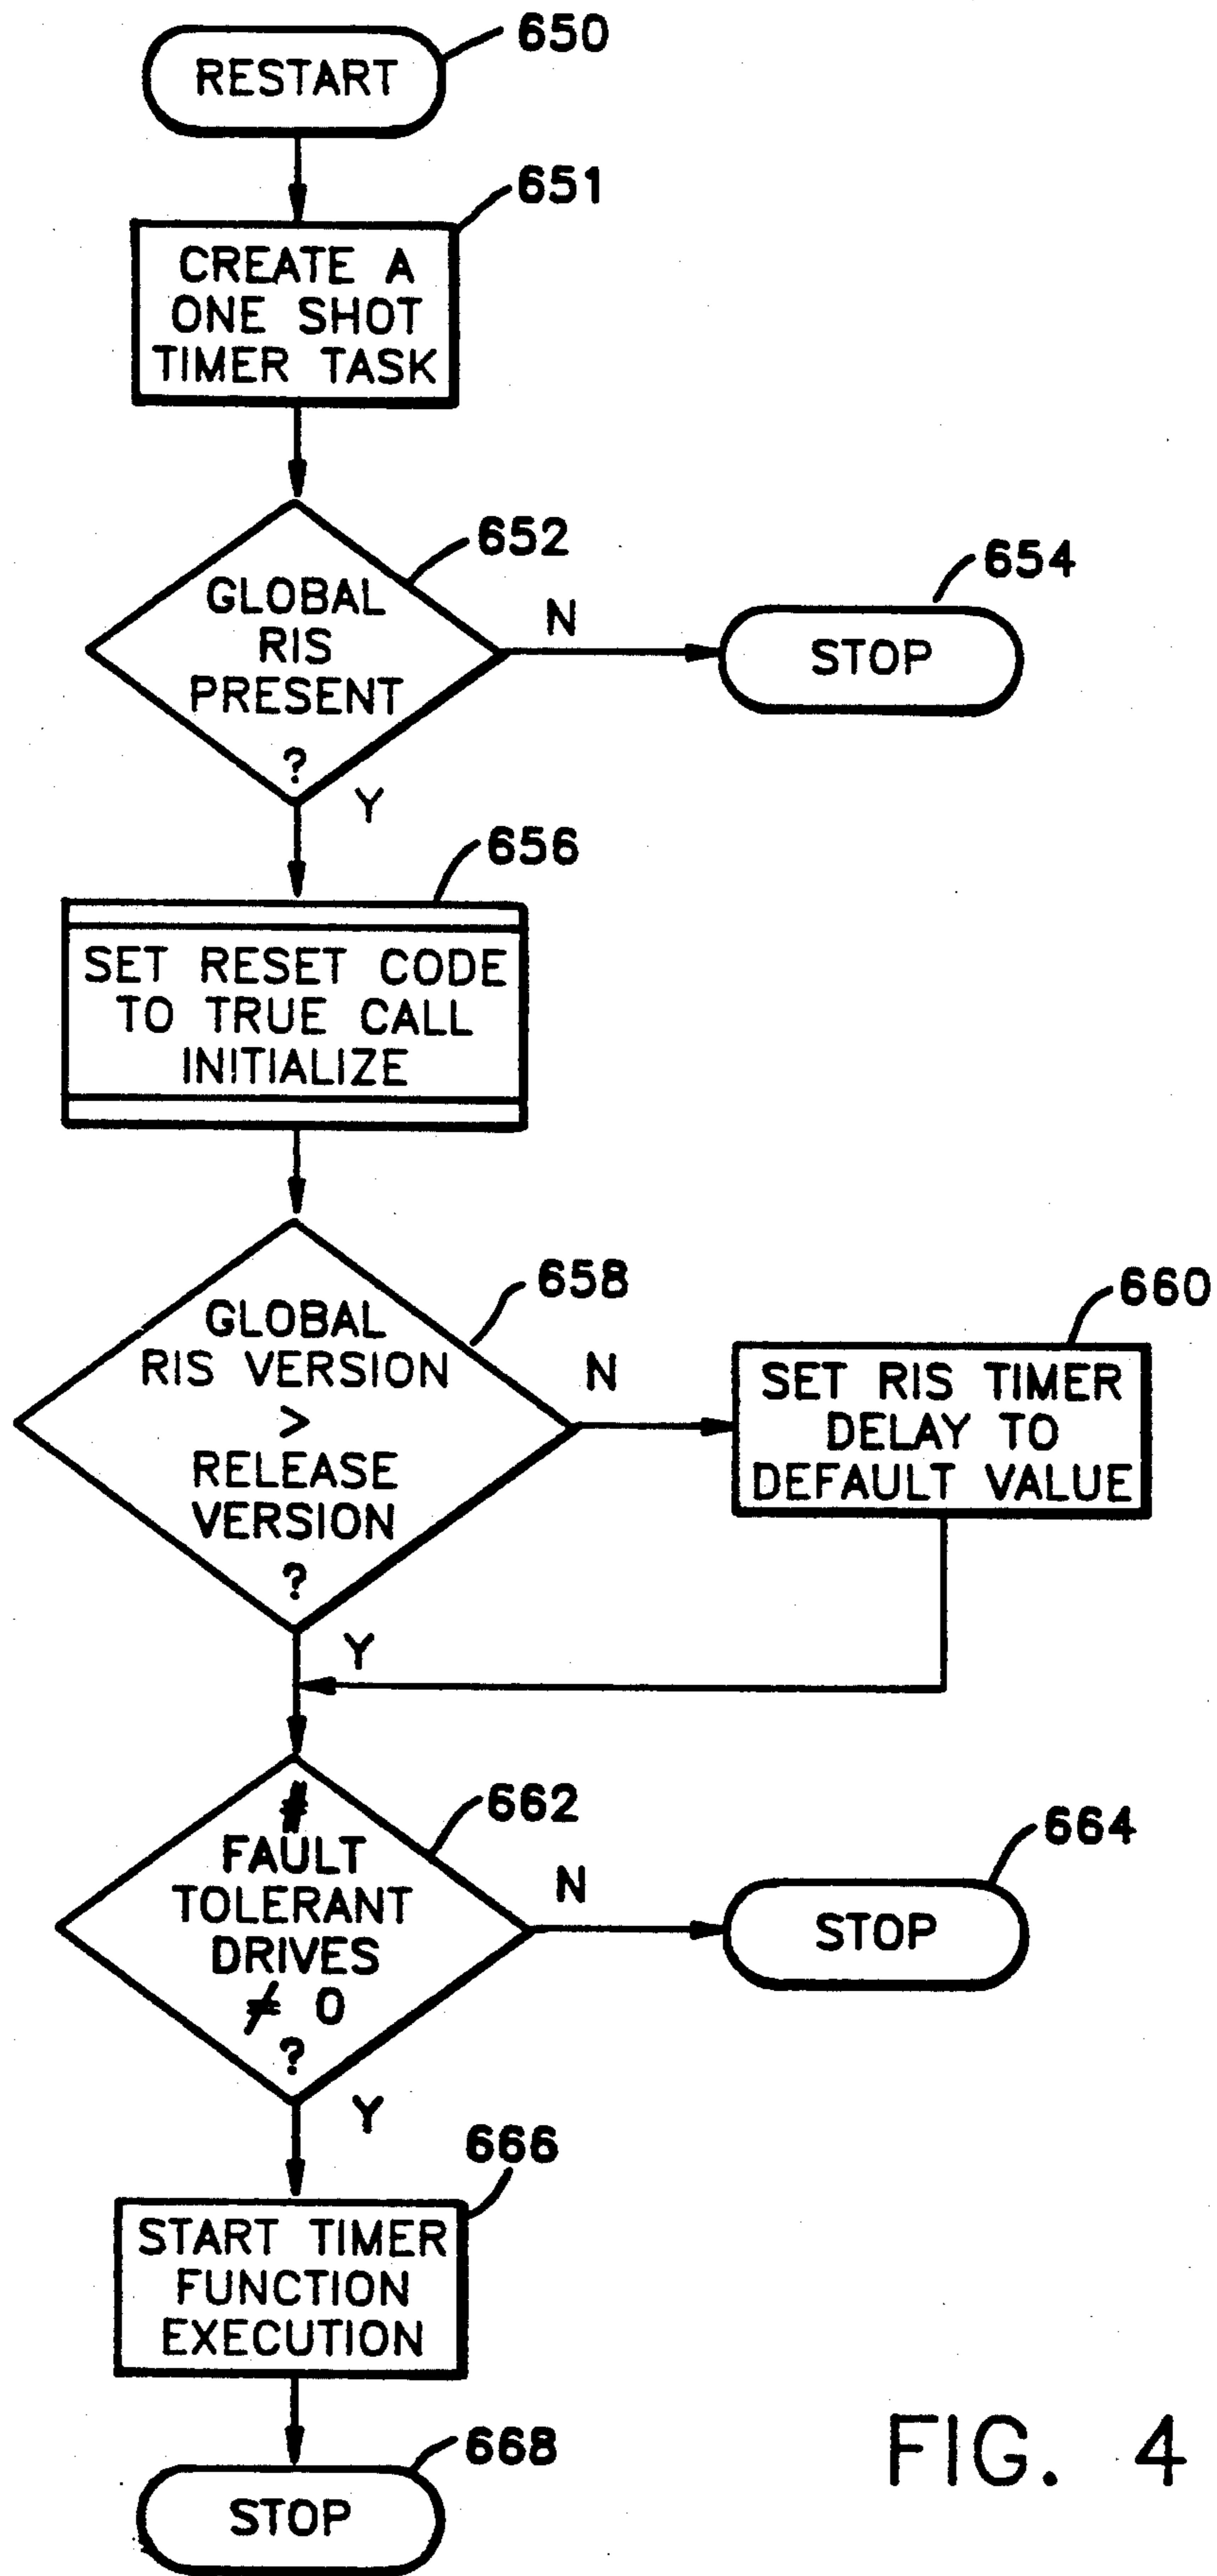 650
RESTART
651
CREATE A
ONE SHOT
TIMER TASK
652
GLOBAL
RIS
PRESENT
?
N
654
STOP
Y
656
SET RESET CODE
TO TRUE CALL
INITIALIZE
658
GLOBAL
RIS VERSION
>
RELEASE
VERSION
?
N
660
SET RIS TIMER
DELAY TO
DEFAULT VALUE
Y
662
#
FAULT
TOLERANT
DRIVES
≠ 0
?
N
664
STOP
Y
666
START TIMER
FUNCTION
EXECUTION
668
STOP
FIG. 4